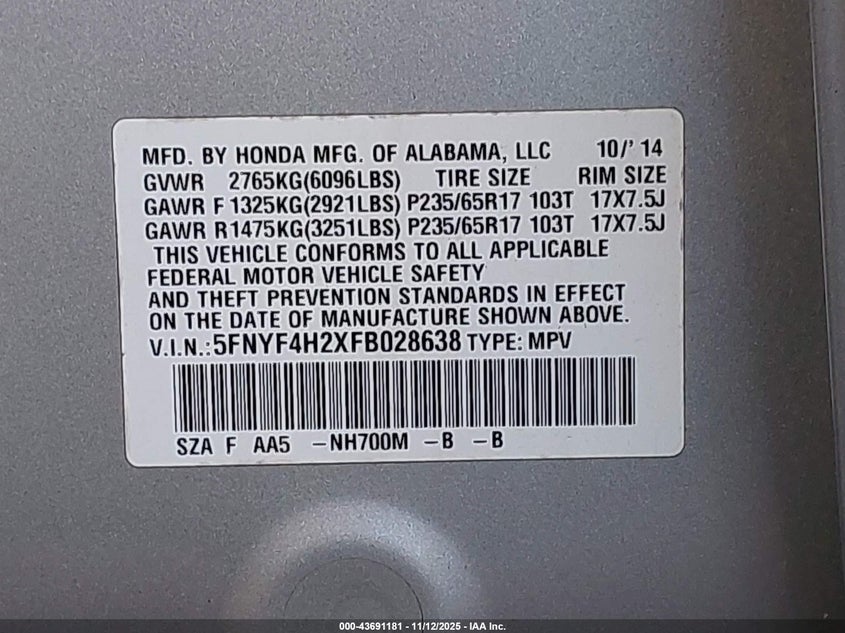 MFD. BY HONDA MFG. OF ALABAMA, LLC 10/' 14
GVWR 2765KG(6096LBS) TIRE SIZE RIM SIZE
GAWR F 1325KG(2921LBS) P235/65R17 103T 17X7.5J
GAWR R1475KG(3251LBS) P235/65R17 103T 17X7.5J
THIS VEHICLE CONFORMS TO ALL APPLICABLE
FEDERAL MOTOR VEHICLE SAFETY
AND THEFT PREVENTION STANDARDS IN EFFECT
ON THE DATE OF MANUFACTURE SHOWN ABOVE.
V.I.N.:5FNYF4H2XFB028638 TYPE: MPV
SZA F AA5 -NH700M -B -B
000-43691181 - 11/12/2025 - IAA Inc.